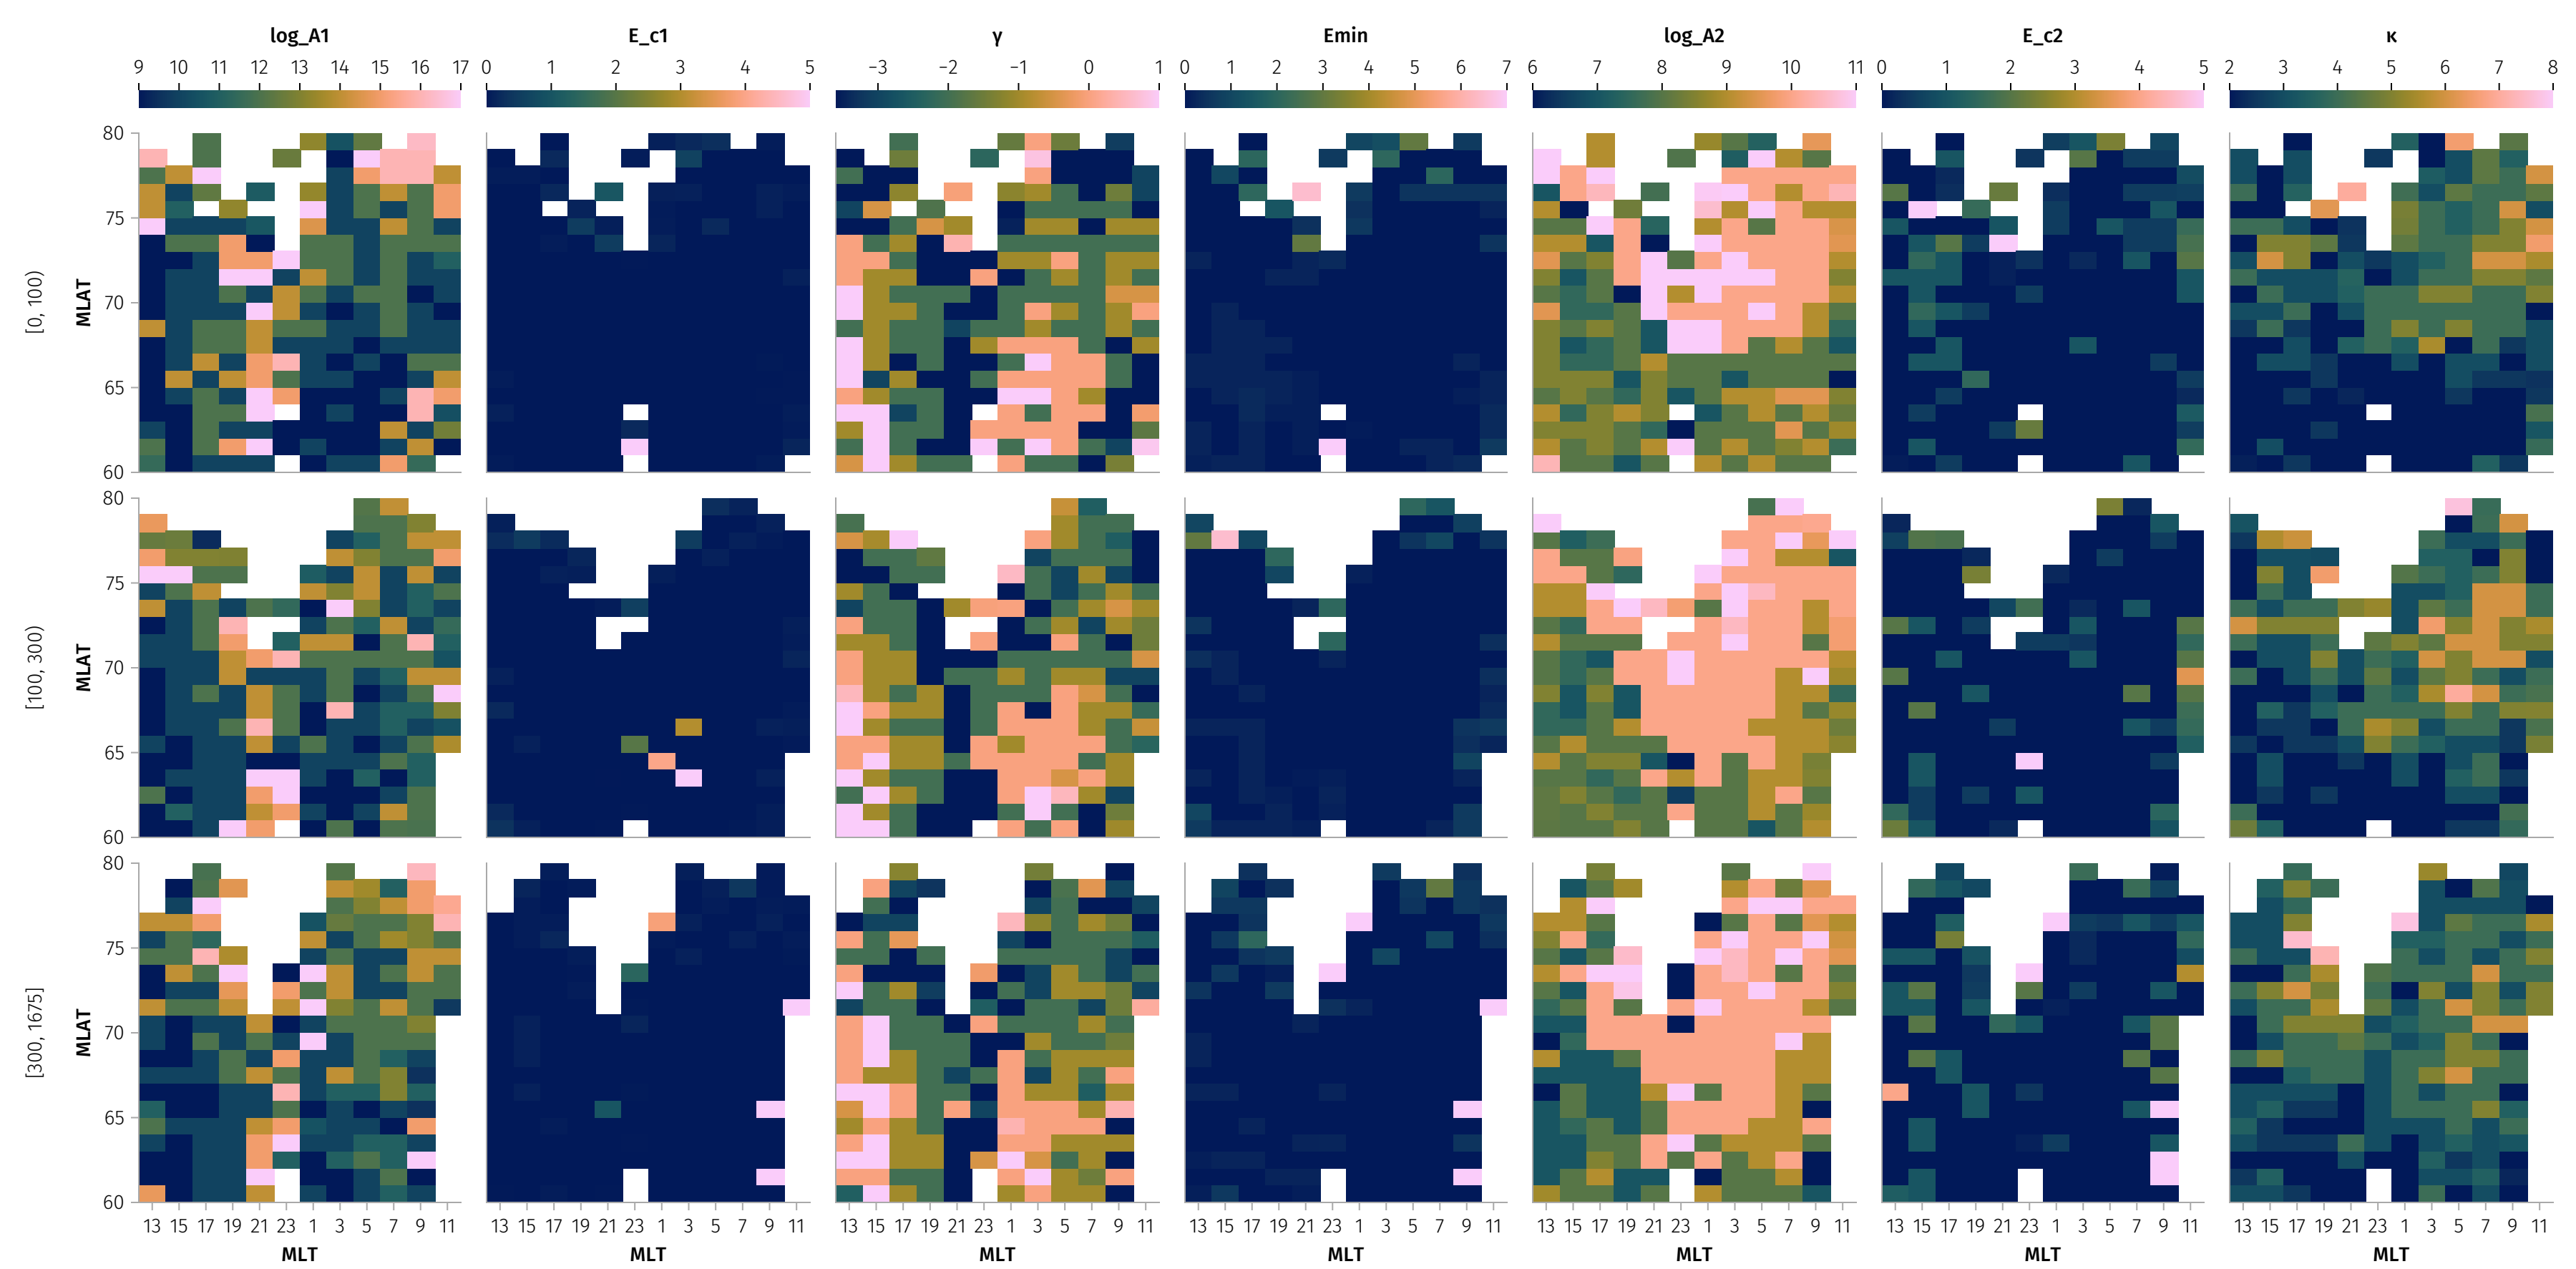 log_A1 E_c1 γ Emin log_A2 E_c2 κ
9 10 11 12 13 14 15 16 17 0 1 2 3 4 5 −3 −2 −1 0 1 0 1 2 3 4 5 6 7 6 7 8 9 10 11 0 1 2 3 4 5 2 3 4 5 6 7 8
[0, 100)
MLAT
80
75
70
65
60
[100, 300)
MLAT
80
75
70
65
60
[300, 1675]
MLAT
80
75
70
65
60
13 15 17 19 21 23 1 3 5 7 9 11 13 15 17 19 21 23 1 3 5 7 9 11 13 15 17 19 21 23 1 3 5 7 9 11 13 15 17 19 21 23 1 3 5 7 9 11 13 15 17 19 21 23 1 3 5 7 9 11 13 15 17 19 21 23 1 3 5 7 9 11 13 15 17 19 21 23 1 3 5 7 9 11
MLT MLT MLT MLT MLT MLT MLT